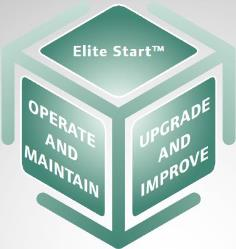 Elite Start™
OPERATE
AND
MAINTAIN
UPGRADE
AND
IMPROVE